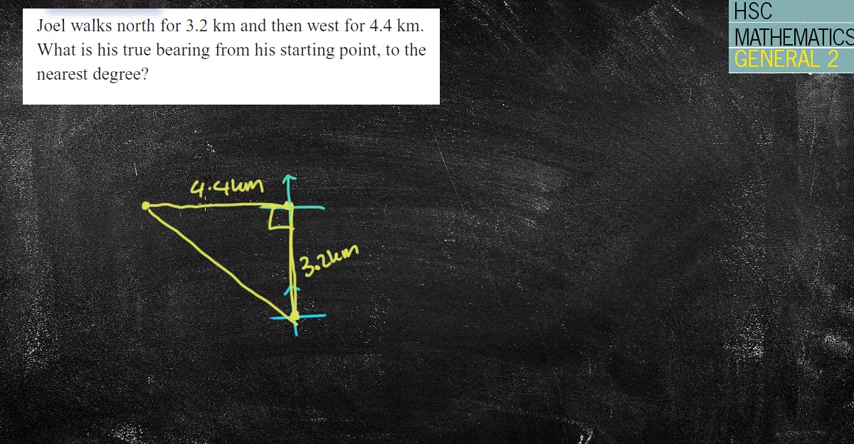 Joel walks north for 3.2 km and then west for 4.4 km.
What is his true bearing from his starting point, to the
nearest degree?
HSC
MATHEMATICS
GENERAL 2
4.4km
3.2km